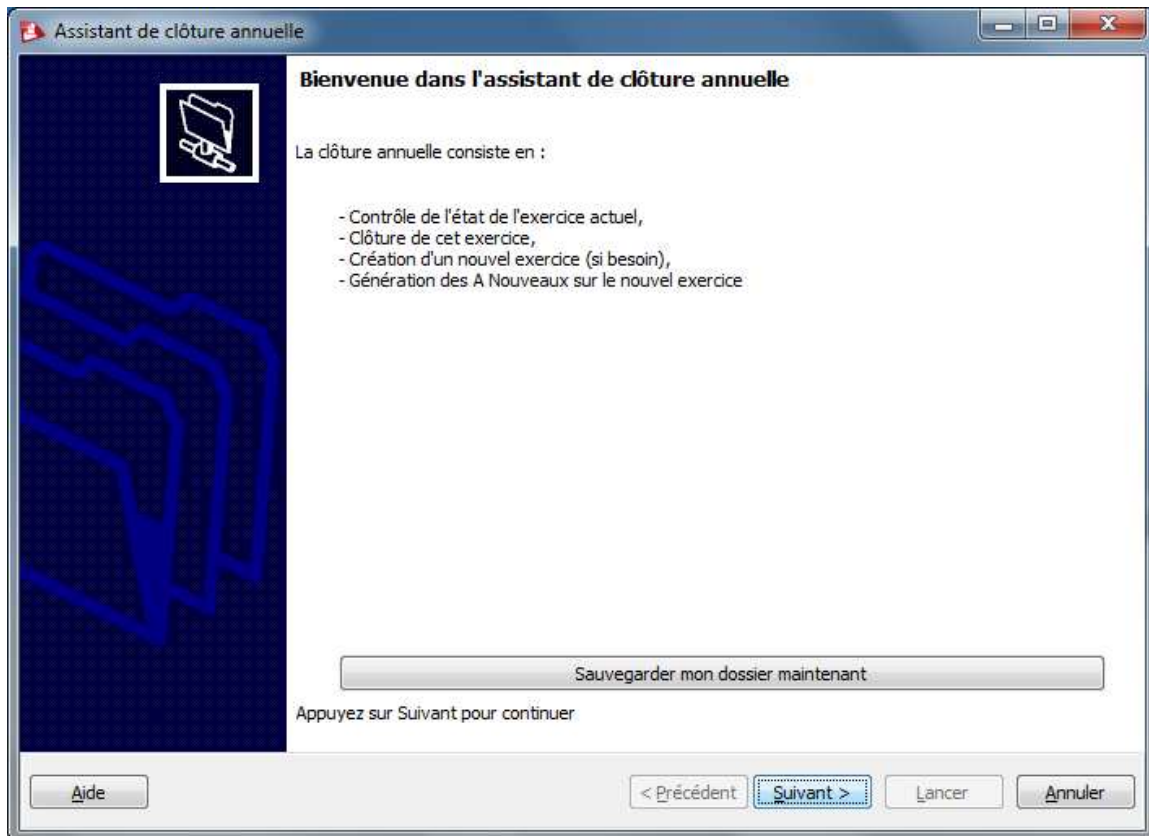 Assistant de clôture annuelle
Bienvenue dans l'assistant de clôture annuelle
La clôture annuelle consiste en :
- Contrôle de l'état de l'exercice actuel,
- Clôture de cet exercice,
- Création d'un nouvel exercice (si besoin),
- Génération des A Nouveaux sur le nouvel exercice
Sauvegarder mon dossier maintenant
Appuyez sur Suivant pour continuer
Aide < Précédent Suivant > Lancer Annuler